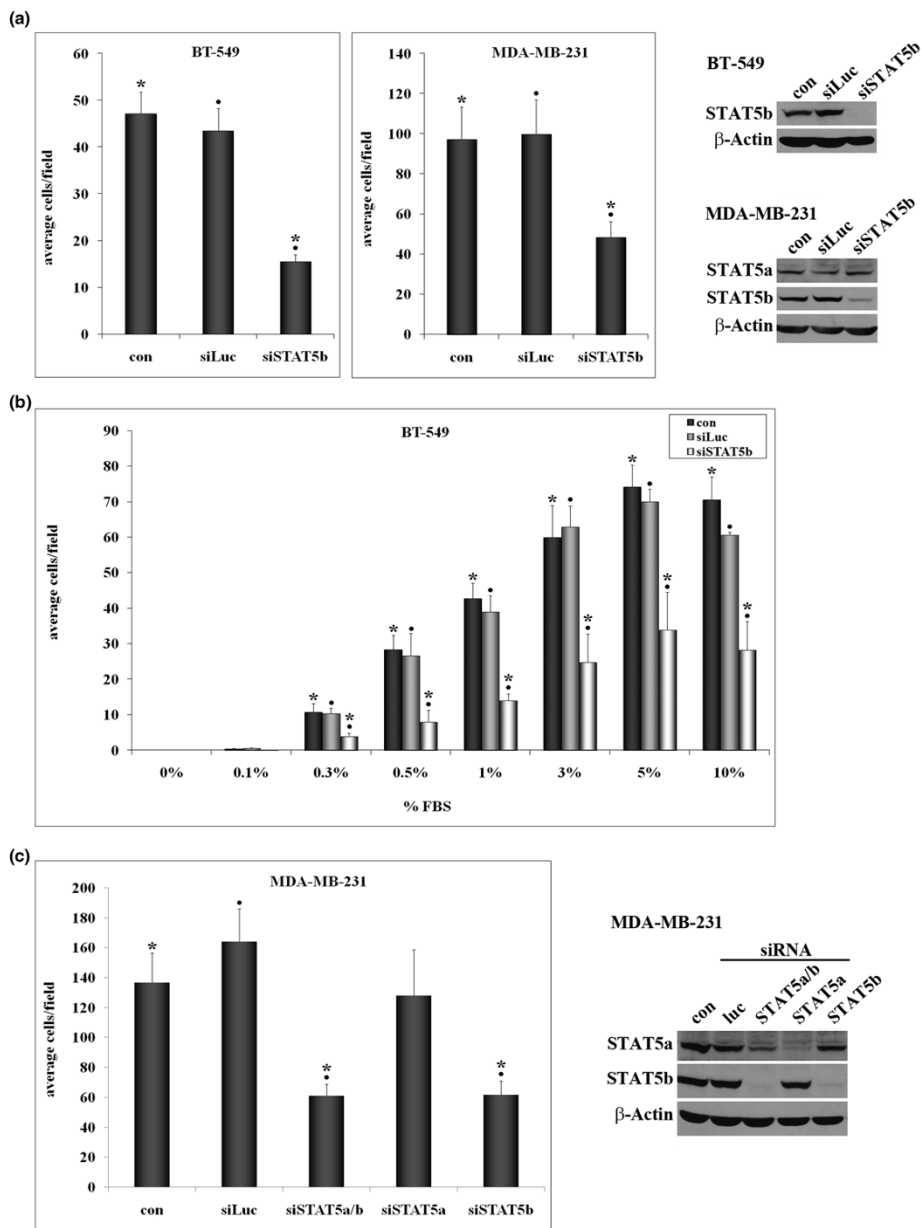 (a)
BT-549
average cells/field
60
50
40
30
20
10
0
*
•
*
•
con siLuc siSTAT5b
MDA-MB-231
average cells/field
140
120
100
80
60
40
20
0
*
•
*
•
con siLuc siSTAT5b
BT-549
con siLuc siSTAT5b
STAT5b
β-Actin
MDA-MB-231
con siLuc siSTAT5b
STAT5a
STAT5b
β-Actin
(b)
BT-549
con
siLuc
siSTAT5b
average cells/field
90
80
70
60
50
40
30
20
10
0
* • * •
* • * •
* • * •
* • * •
* • * •
* • * •
0% 0.1% 0.3% 0.5% 1% 3% 5% 10%
% FBS
(c)
MDA-MB-231
average cells/field
200
180
160
140
120
100
80
60
40
20
0
*
•
*
•
*
•
con siLuc siSTAT5a/b siSTAT5a siSTAT5b
MDA-MB-231
siRNA
con luc STAT5a/b STAT5a STAT5b
STAT5a
STAT5b
β-Actin